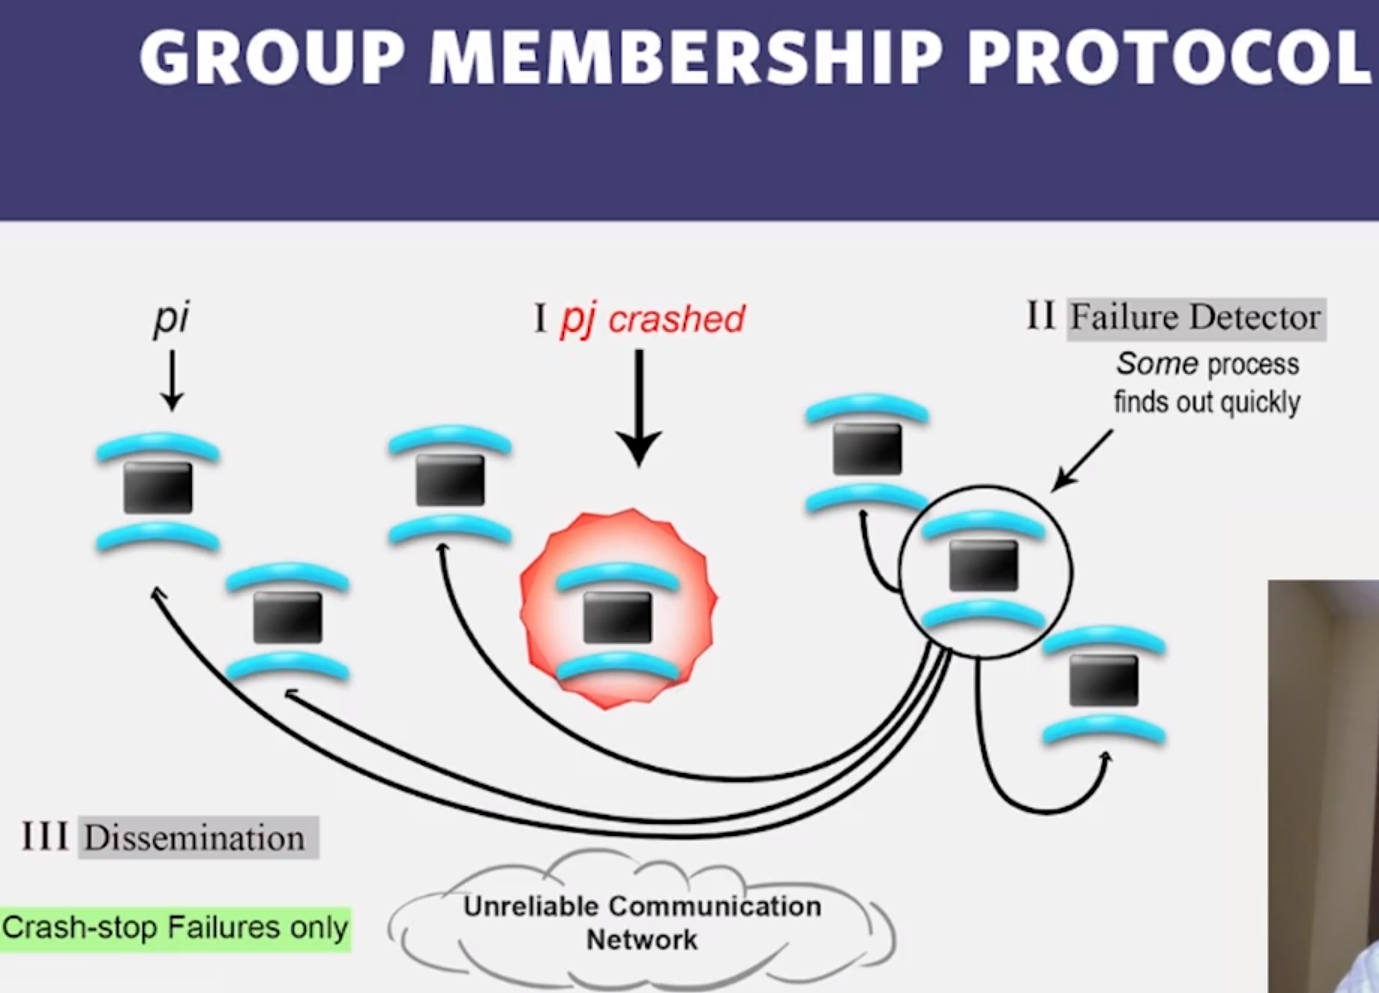 GROUP MEMBERSHIP PROTOCOL
pi
I pj crashed
II Failure Detector
Some process
finds out quickly
III Dissemination
Crash-stop Failures only
Unreliable Communication
Network